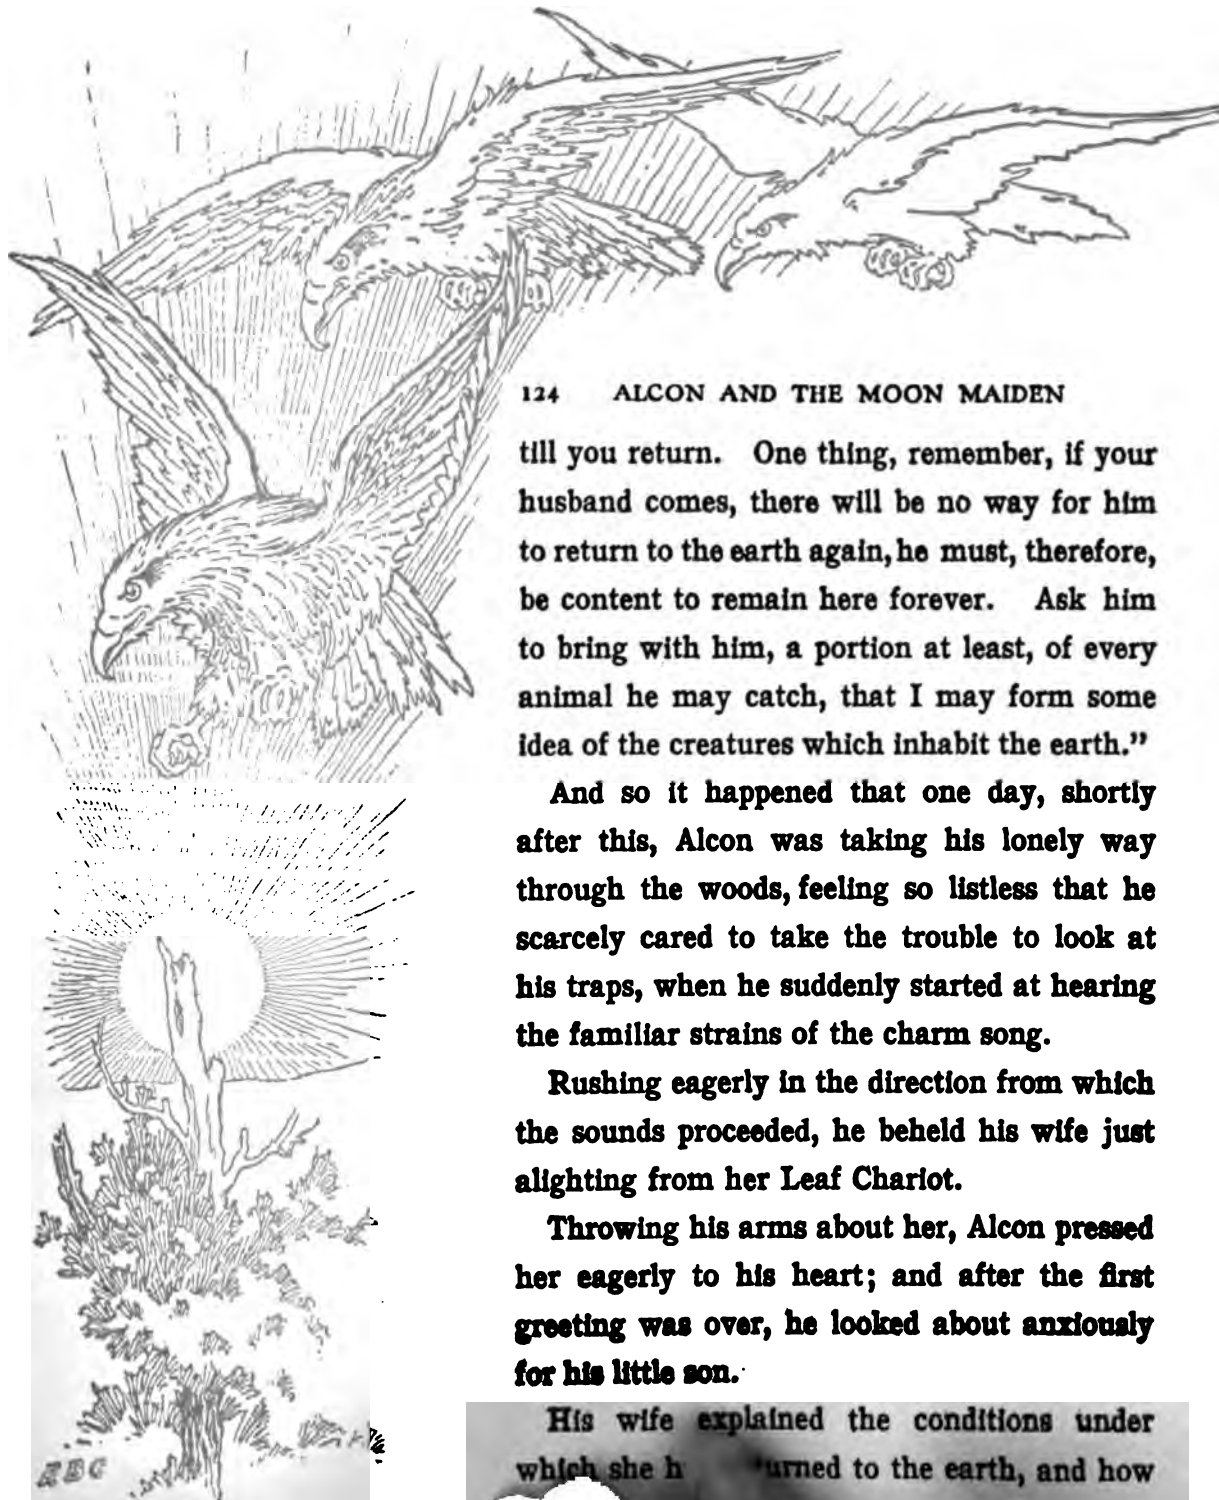 124 ALCON AND THE MOON MAIDEN
till you return. One thing, remember, if your
husband comes, there will be no way for him
to return to the earth again, he must, therefore,
be content to remain here forever. Ask him
to bring with him, a portion at least, of every
animal he may catch, that I may form some
idea of the creatures which inhabit the earth.”
And so it happened that one day, shortly
after this, Alcon was taking his lonely way
through the woods, feeling so listless that he
scarcely cared to take the trouble to look at
his traps, when he suddenly started at hearing
the familiar strains of the charm song.
Rushing eagerly in the direction from which
the sounds proceeded, he beheld his wife just
alighting from her Leaf Chariot.
Throwing his arms about her, Alcon pressed
her eagerly to his heart; and after the first
greeting was over, he looked about anxiously
for his little son.
His wife explained the conditions under
which she to the earth, and how